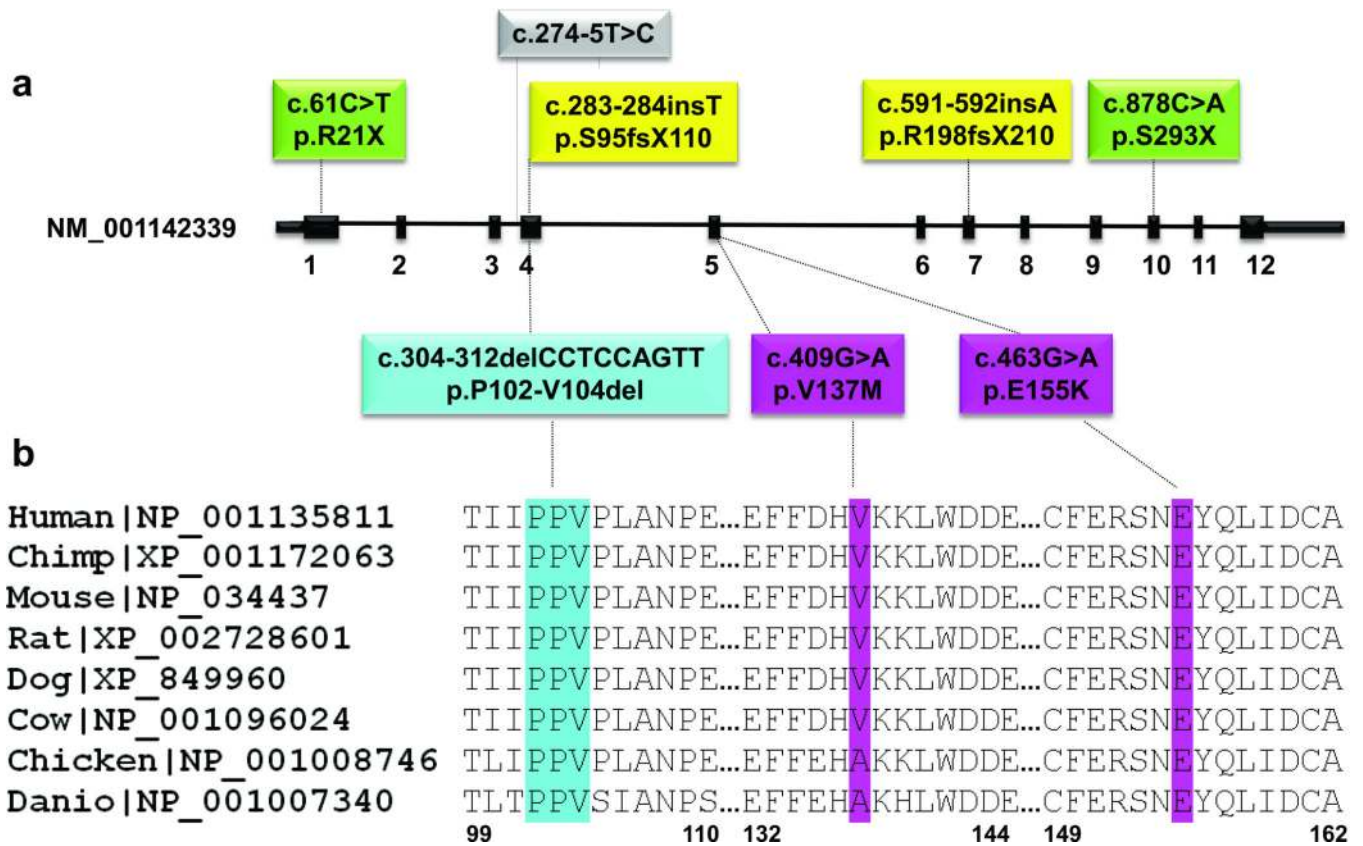 c.274-5T>C
a
c.61C>T
p.R21X
c.283-284insT
p.S95fsX110
c.591-592insA
p.R198fsX210
c.878C>A
p.S293X
NM_001142339
1 2 3 4 5 6 7 8 9 10 11 12
c.304-312delCCTCCAGTT
p.P102-V104del
c.409G>A
p.V137M
c.463G>A
p.E155K
b
Human|NP_001135811 TIIPPVPLANPE...EFFDHVKKLWDDE...CFERSNEYQLIDCA
Chimp|XP_001172063 TIIPPVPLANPE...EFFDHVKKLWDDE...CFERSNEYQLIDCA
Mouse|NP_034437 TIIPPVPLANPE...EFFDHVKKLWDDE...CFERSNEYQLIDCA
Rat|XP_002728601 TIIPPVPLANPE...EFFDHVKKLWDDE...CFERSNEYQLIDCA
Dog|XP_849960 TIIPPVPLANPE...EFFDHVKKLWDDE...CFERSNEYQLIDCA
Cow|NP_001096024 TIIPPVPLANPE...EFFDHVKKLWDDE...CFERSNEYQLIDCA
Chicken|NP_001008746 TLIPPVPLANPE...EFFEHAKKLWDDE...CFERSNEYQLIDCA
Danio|NP_001007340 TLTPPVSIANPS...EFFEHAKHLWDDE...CFERSNEYQLIDCA
99 110 132 144 149 162